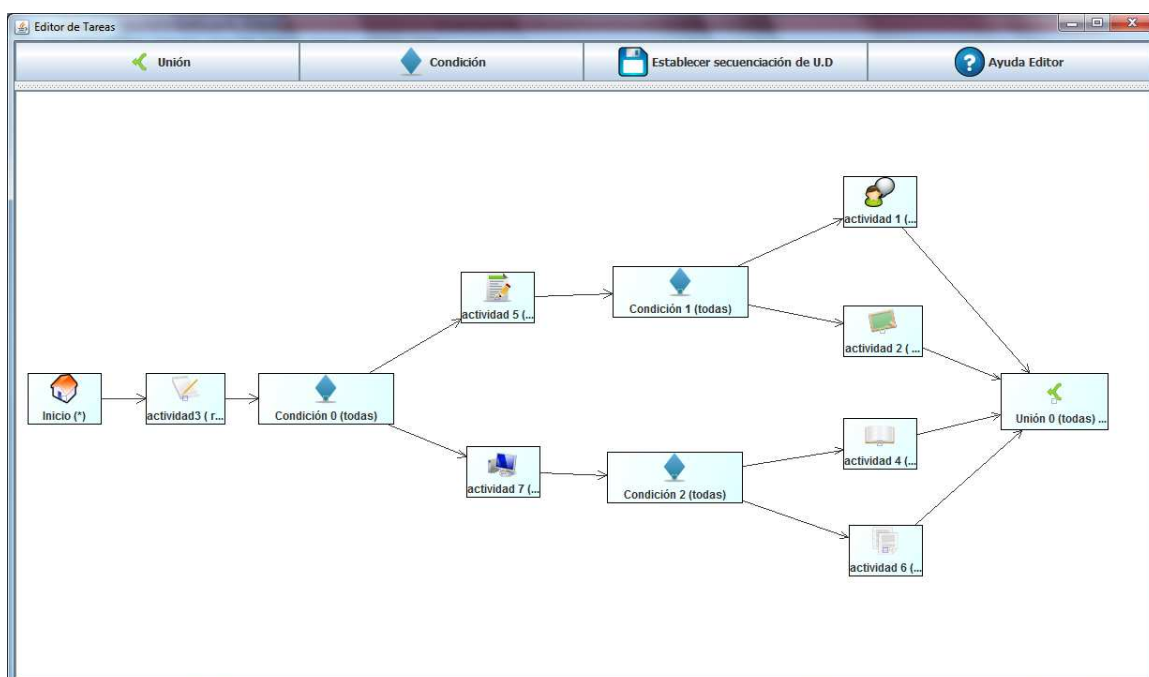 Editor de Tareas
Unión
Condición
Establecer secuenciación de U.D
Ayuda Editor
actividad 1 (...
actividad 5 (...
Condición 1 (todas)
actividad 2 ( ...
Inicio (*)
actividad3 ( r...
Condición 0 (todas)
Unión 0 (todas) ...
actividad 4 (...
actividad 7 (...
Condición 2 (todas)
actividad 6 (...